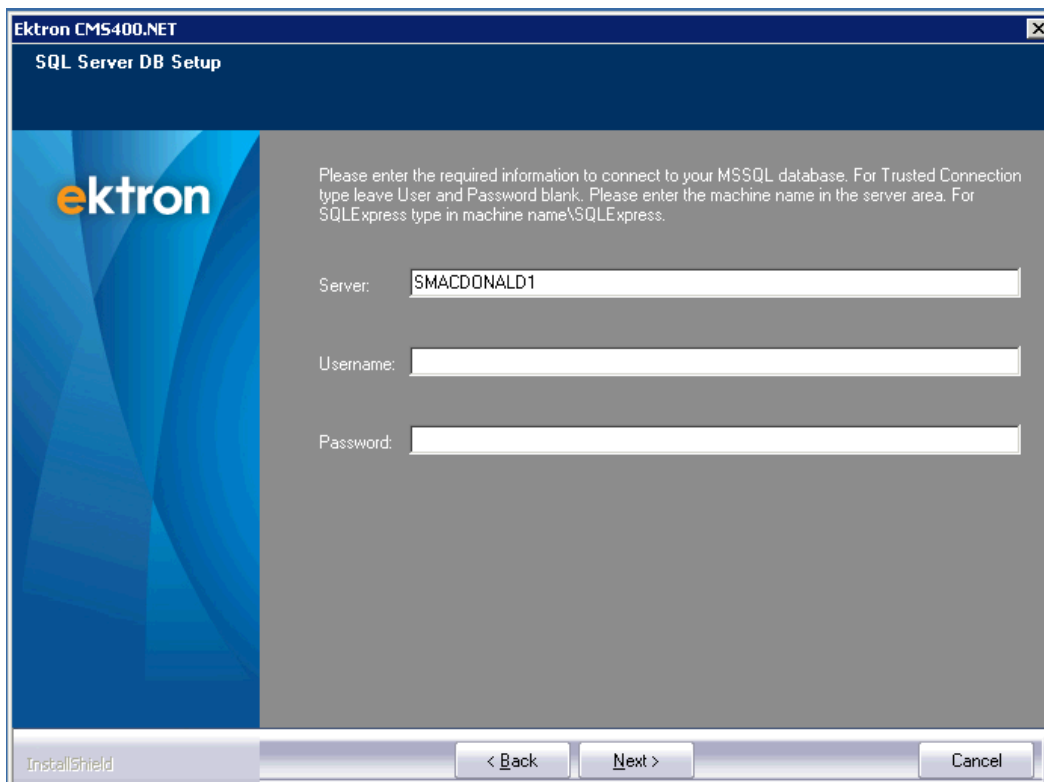 Ektron CMS400.NET
SQL Server DB Setup
ektron
Please enter the required information to connect to your MSSQL database. For Trusted Connection
type leave User and Password blank. Please enter the machine name in the server area. For
SQLExpress type in machine name\SQLExpress.
Server:
SMACDONALD1
Username:
Password:
InstallShield
< Back
Next >
Cancel